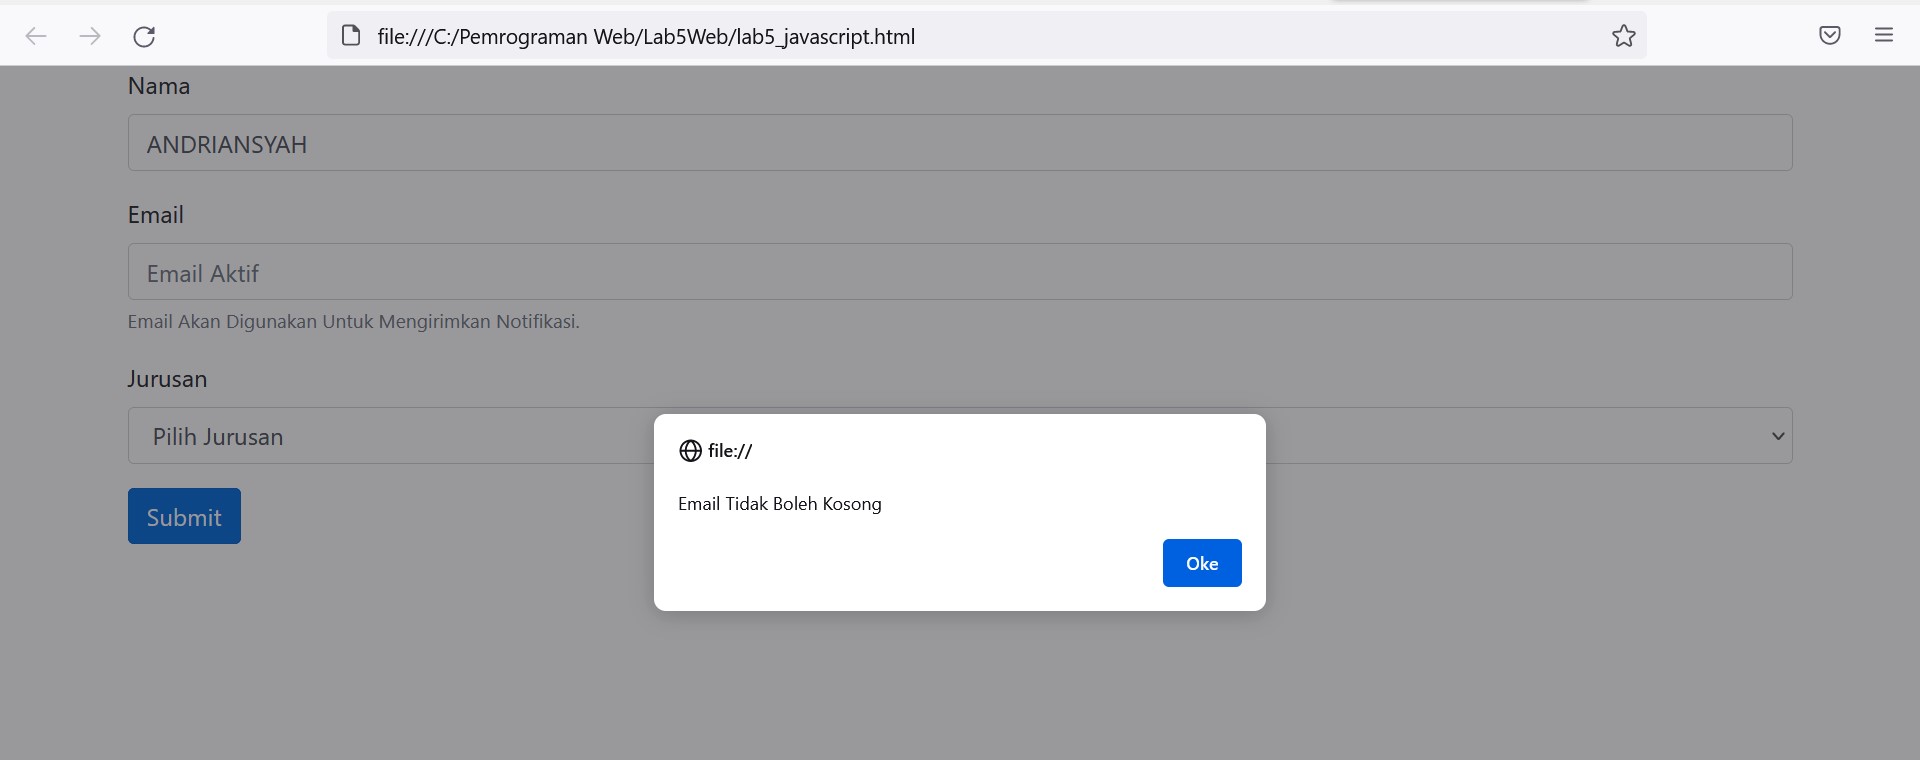 file:///C:/Pemrograman Web/Lab5Web/lab5_javascript.html
Nama
ANDRIANSYAH
Email
Email Aktif
Email Akan Digunakan Untuk Mengirimkan Notifikasi.
Jurusan
Pilih Jurusan
Submit
file://
Email Tidak Boleh Kosong
Oke